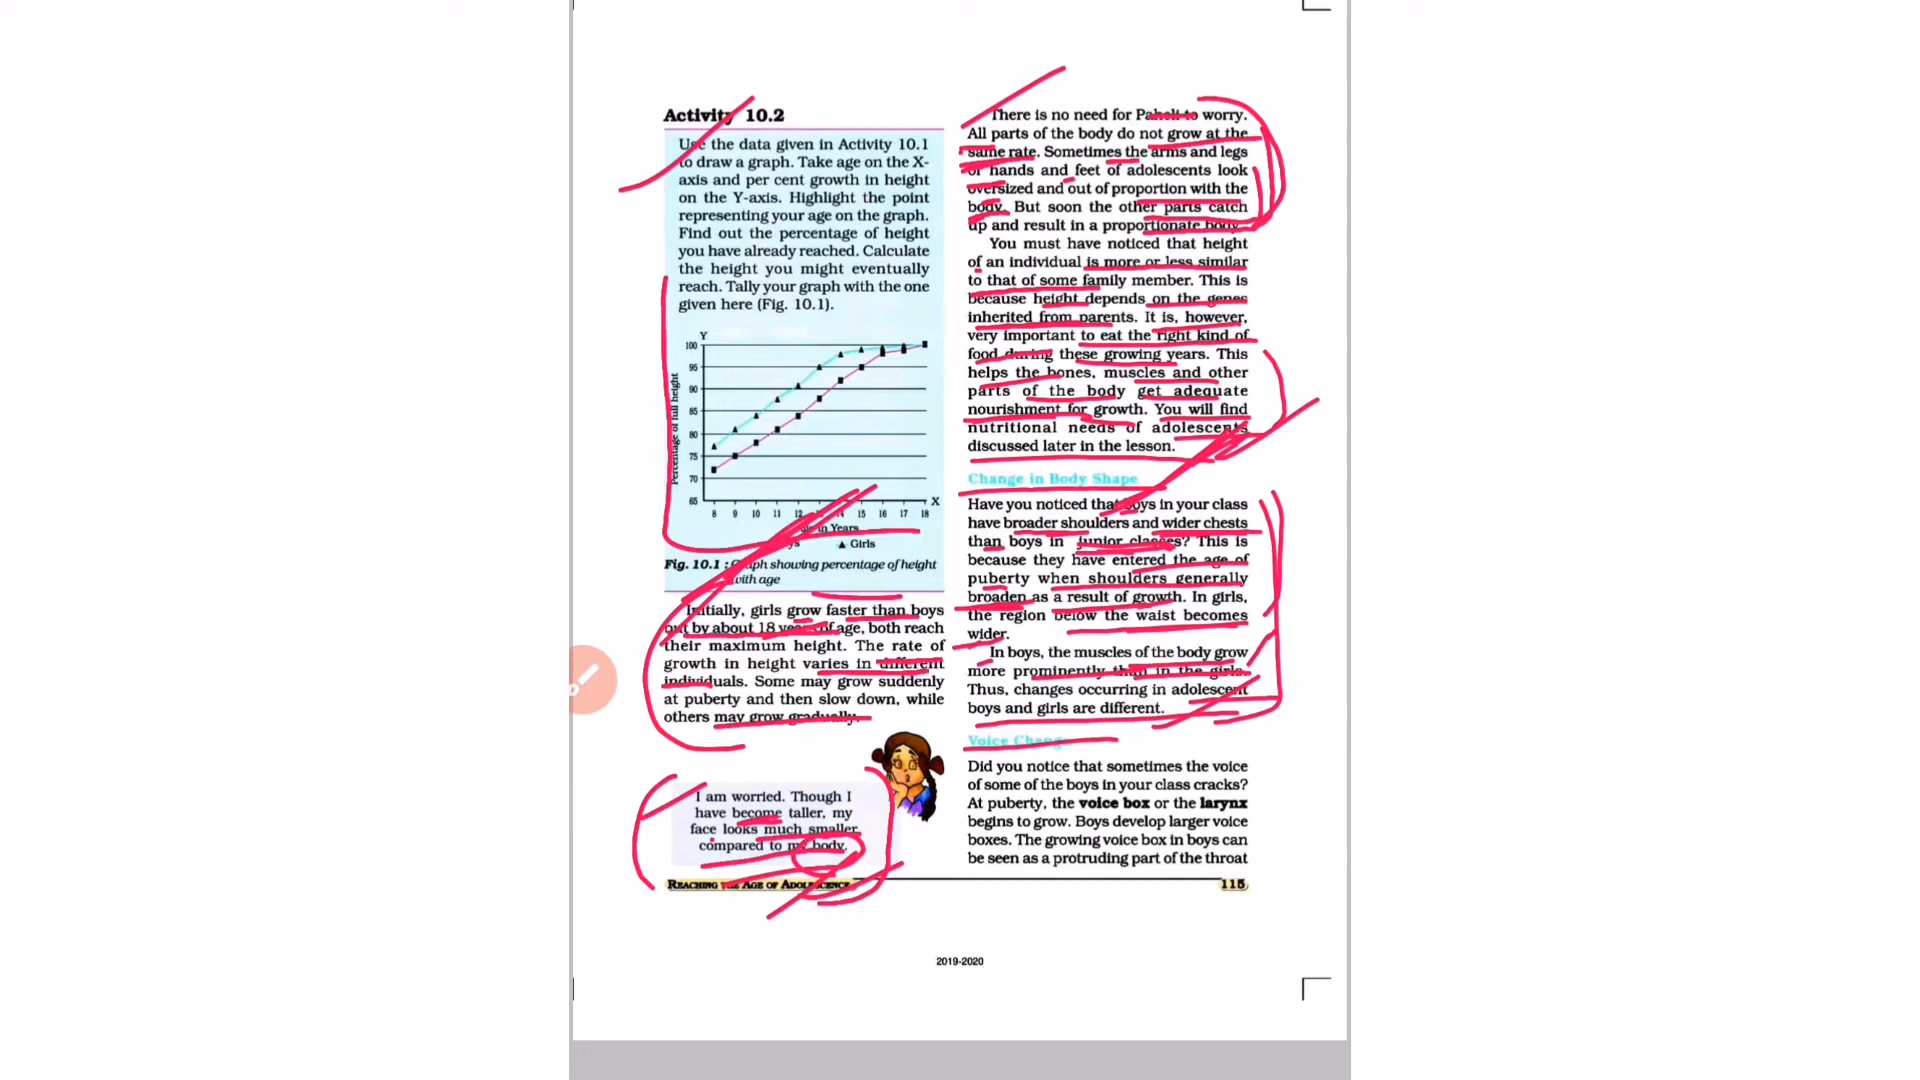 Activity 10.2
Use the data given in Activity 10.1
to draw a graph. Take age on the X-
axis and per cent growth in height
on the Y-axis. Highlight the point
representing your age on the graph.
Find out the percentage of height
you have already reached. Calculate
the height you might eventually
reach. Tally your graph with the one
given here (Fig. 10.1).
Y
100
95
90
85
80
75
70
65
X
Percentage of full height
8 9 10 11 12 14 15 16 17 18
in Years
▲ Girls
Fig. 10.1 : Graph showing percentage of height
with age
Initially, girls grow faster than boys
but by about 18 years of age, both reach
their maximum height. The rate of
growth in height varies in different
individuals. Some may grow suddenly
at puberty and then slow down, while
others may grow gradually.
I am worried. Though I
have become taller, my
face looks much smaller
compared to my body.
There is no need for Paheli to worry.
All parts of the body do not grow at the
same rate. Sometimes the arms and legs
or hands and feet of adolescents look
oversized and out of proportion with the
body. But soon the other parts catch
up and result in a proportionate body.
You must have noticed that height
of an individual is more or less similar
to that of some family member. This is
because height depends on the genes
inherited from parents. It is, however,
very important to eat the right kind of
food during these growing years. This
helps the bones, muscles and other
parts of the body get adequate
nourishment for growth. You will find
nutritional needs of adolescents
discussed later in the lesson.
Change in Body Shape
Have you noticed that boys in your class
have broader shoulders and wider chests
than boys in junior classes? This is
because they have entered the age of
puberty when shoulders generally
broaden as a result of growth. In girls,
the region below the waist becomes
wider.
In boys, the muscles of the body grow
more prominently than in the girls.
Thus, changes occurring in adolescent
boys and girls are different.
Voice Change
Did you notice that sometimes the voice
of some of the boys in your class cracks?
At puberty, the voice box or the larynx
begins to grow. Boys develop larger voice
boxes. The growing voice box in boys can
be seen as a protruding part of the throat
REACHING THE AGE OF ADOLESCENCE
115
2019-2020